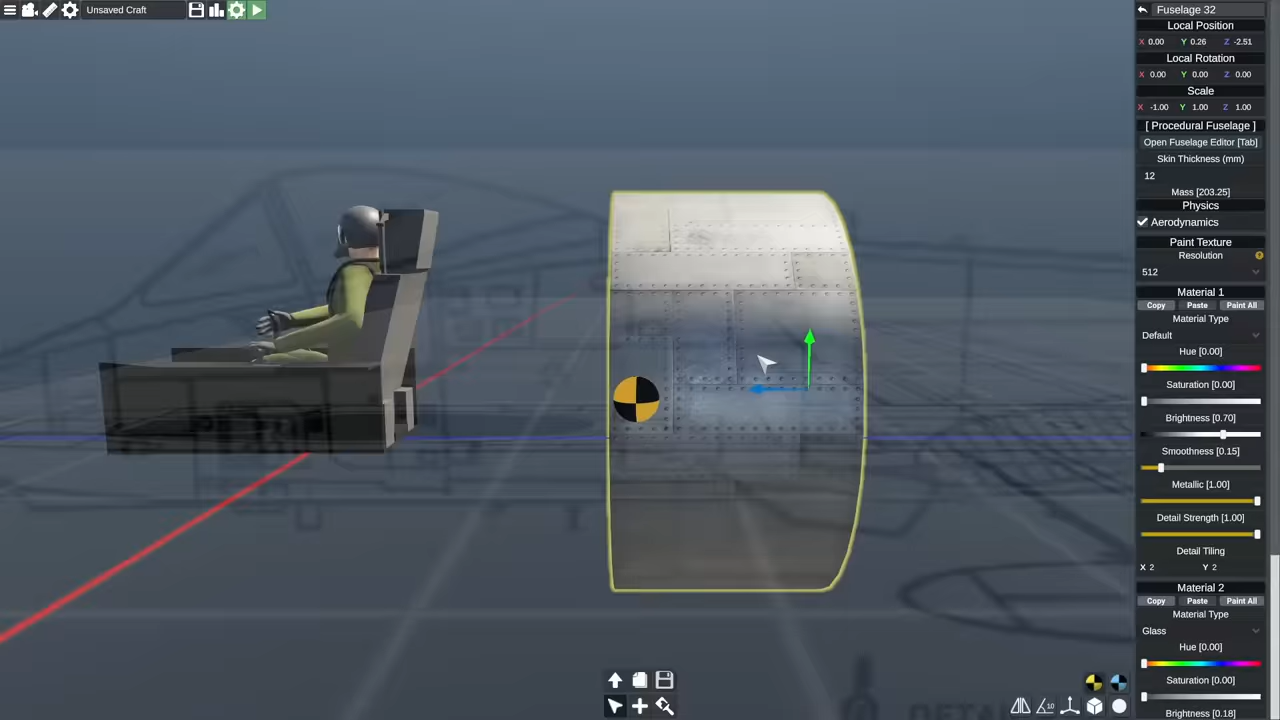 Unsaved Craft
Fuselage 32
Local Position
X 0.00 Y 0.26 Z -2.51
Local Rotation
X 0.00 Y 0.00 Z 0.00
Scale
X -1.00 Y 1.00 Z 1.00
[ Procedural Fuselage ]
Open Fuselage Editor [Tab]
Skin Thickness (mm)
12
Mass [203.25]
Physics
Aerodynamics
Paint Texture
Resolution
512
Material 1
Copy Paste Paint All
Material Type
Default
Hue [0.00]
Saturation [0.00]
Brightness [0.70]
Smoothness [0.15]
Metallic [1.00]
Detail Strength [1.00]
Detail Tiling
X 2 Y 2
Material 2
Copy Paste Paint All
Material Type
Glass
Hue [0.00]
Saturation [0.00]
Brightness [0.18]
10
DETAIL